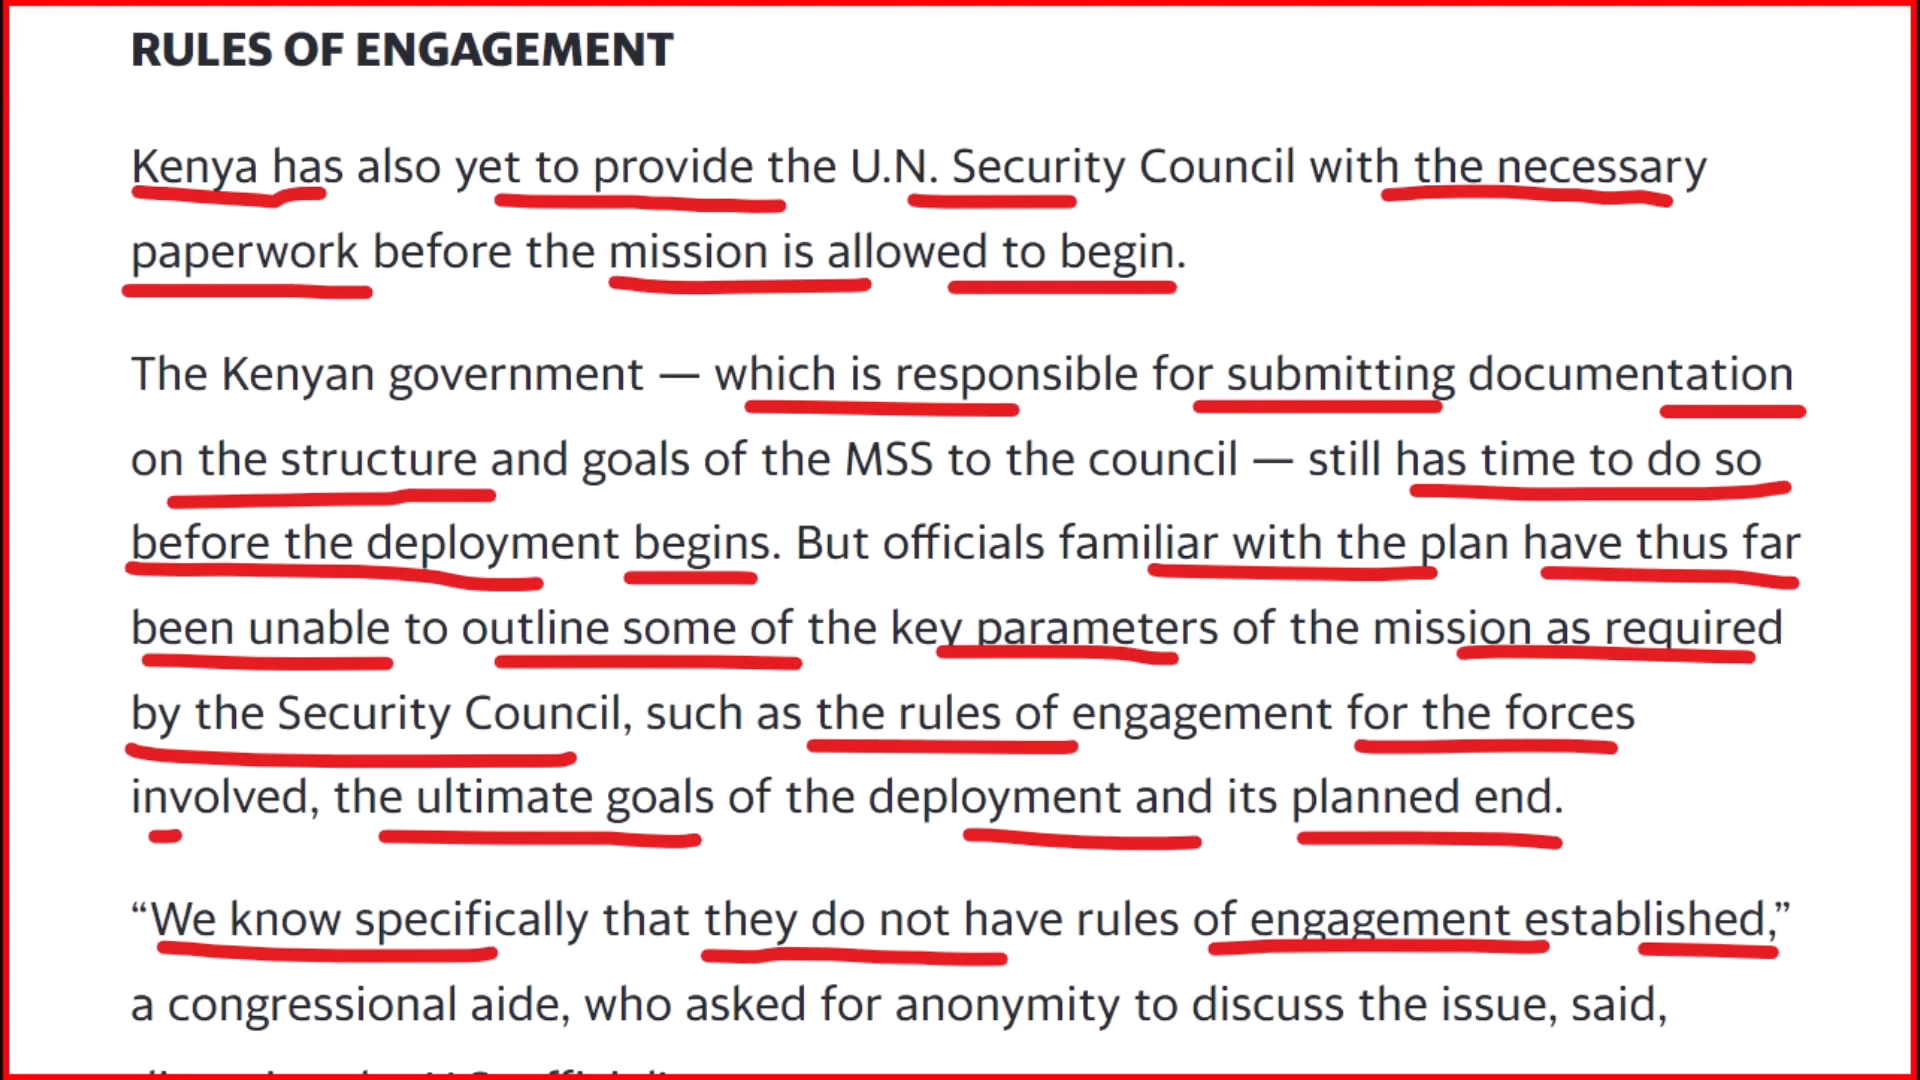 RULES OF ENGAGEMENT
Kenya has also yet to provide the U.N. Security Council with the necessary
paperwork before the mission is allowed to begin.
The Kenyan government — which is responsible for submitting documentation
on the structure and goals of the MSS to the council — still has time to do so
before the deployment begins. But officials familiar with the plan have thus far
been unable to outline some of the key parameters of the mission as required
by the Security Council, such as the rules of engagement for the forces
involved, the ultimate goals of the deployment and its planned end.
“We know specifically that they do not have rules of engagement established,”
a congressional aide, who asked for anonymity to discuss the issue, said,